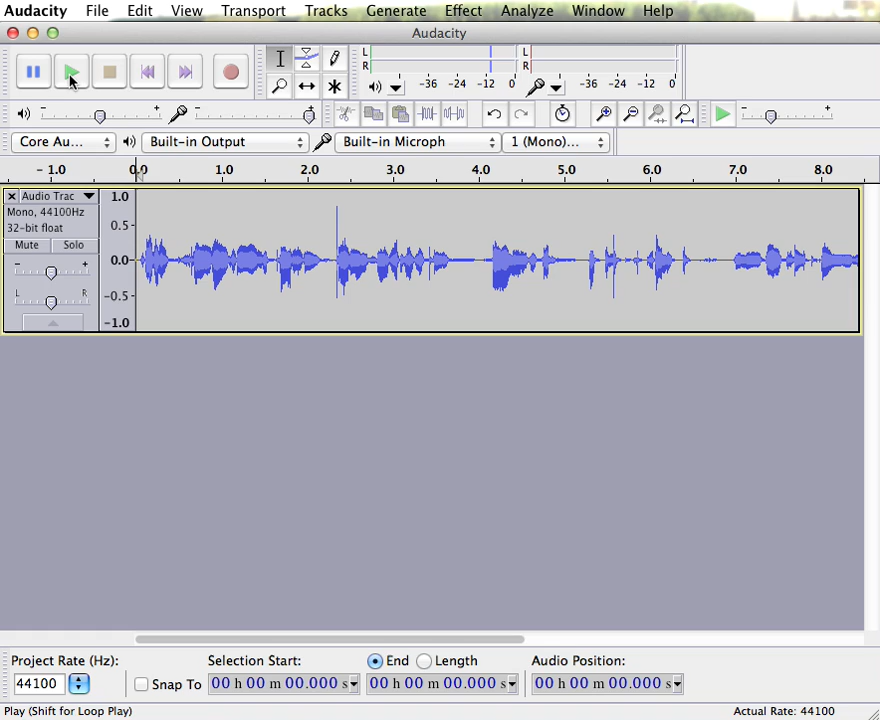 Audacity File Edit View Transport Tracks Generate Effect Analyze Window Help
Audacity
L
R
-36 -24 -12 0
L
R
-36 -24 -12 0
- + - + - +
Core Au... Built-in Output Built-in Microph 1 (Mono)...
- 1.0 0.0 1.0 2.0 3.0 4.0 5.0 6.0 7.0 8.0
Audio Trac
Mono, 44100Hz
32-bit float
Mute Solo
- +
L R
1.0
0.5-
0.0-
-0.5-
-1.0
Project Rate (Hz): Selection Start: End Length Audio Position:
44100 Snap To 00 h 00 m 00.000 s 00 h 00 m 00.000 s 00 h 00 m 00.000 s
Play (Shift for Loop Play) Actual Rate: 44100